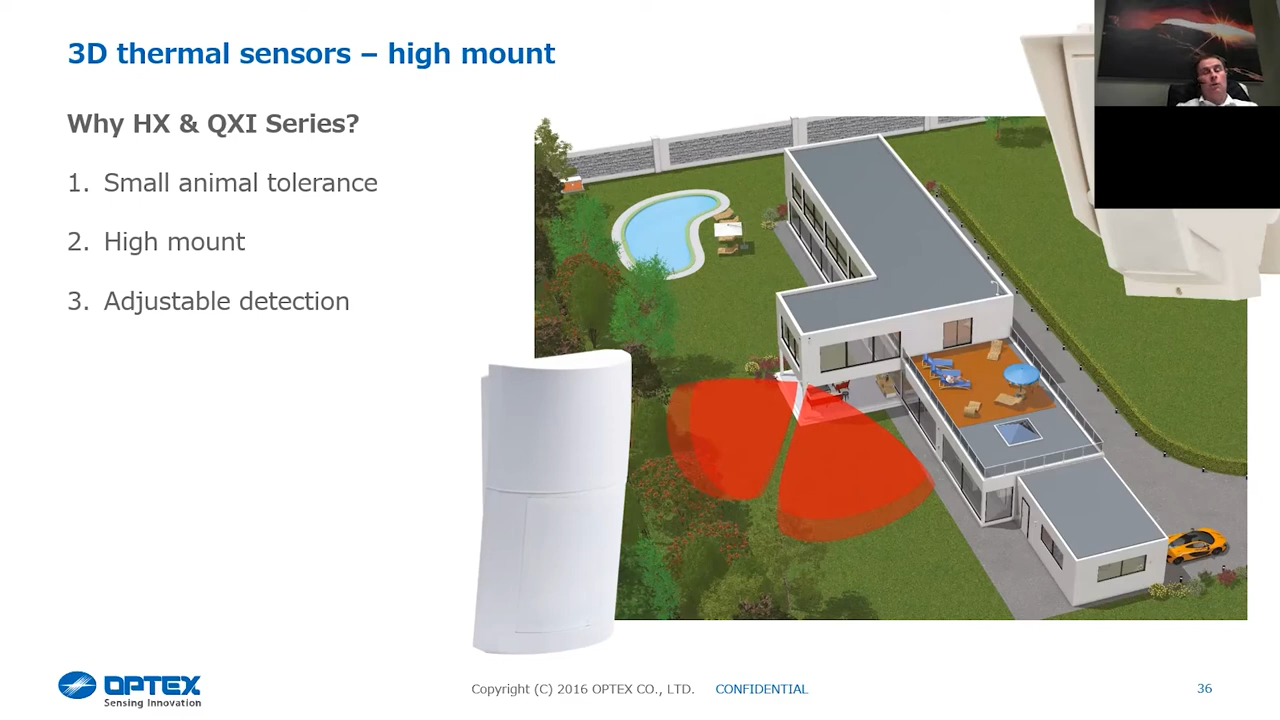 3D thermal sensors – high mount
Why HX & QXI Series?
1. Small animal tolerance
2. High mount
3. Adjustable detection
OPTEX
Sensing Innovation
Copyright (C) 2016 OPTEX CO., LTD. CONFIDENTIAL
36